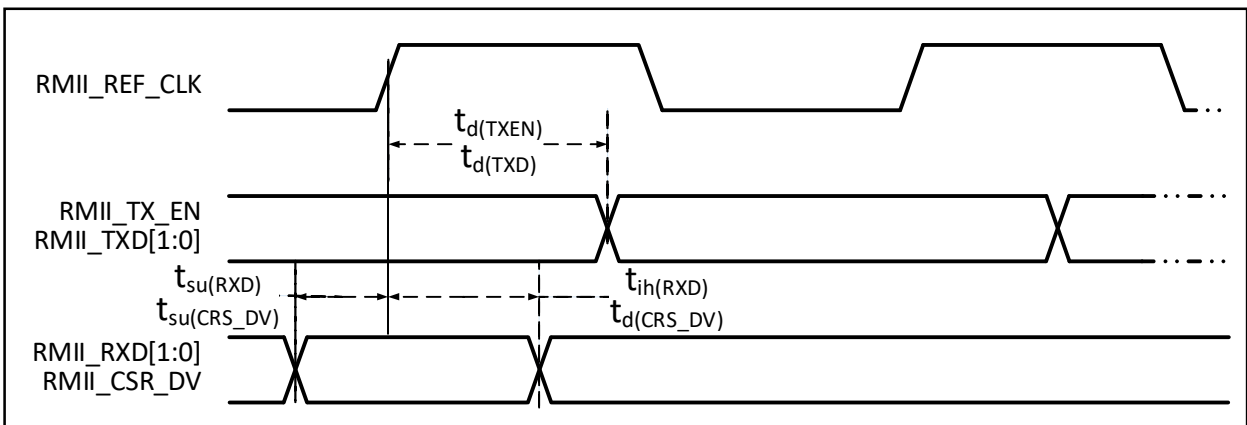 RMII_REF_CLK
td(TXEN)
td(TXD)
RMII_TX_EN
RMII_TXD[1:0]
tsu(RXD)
tih(RXD)
tsu(CRS_DV)
td(CRS_DV)
RMII_RXD[1:0]
RMII_CSR_DV